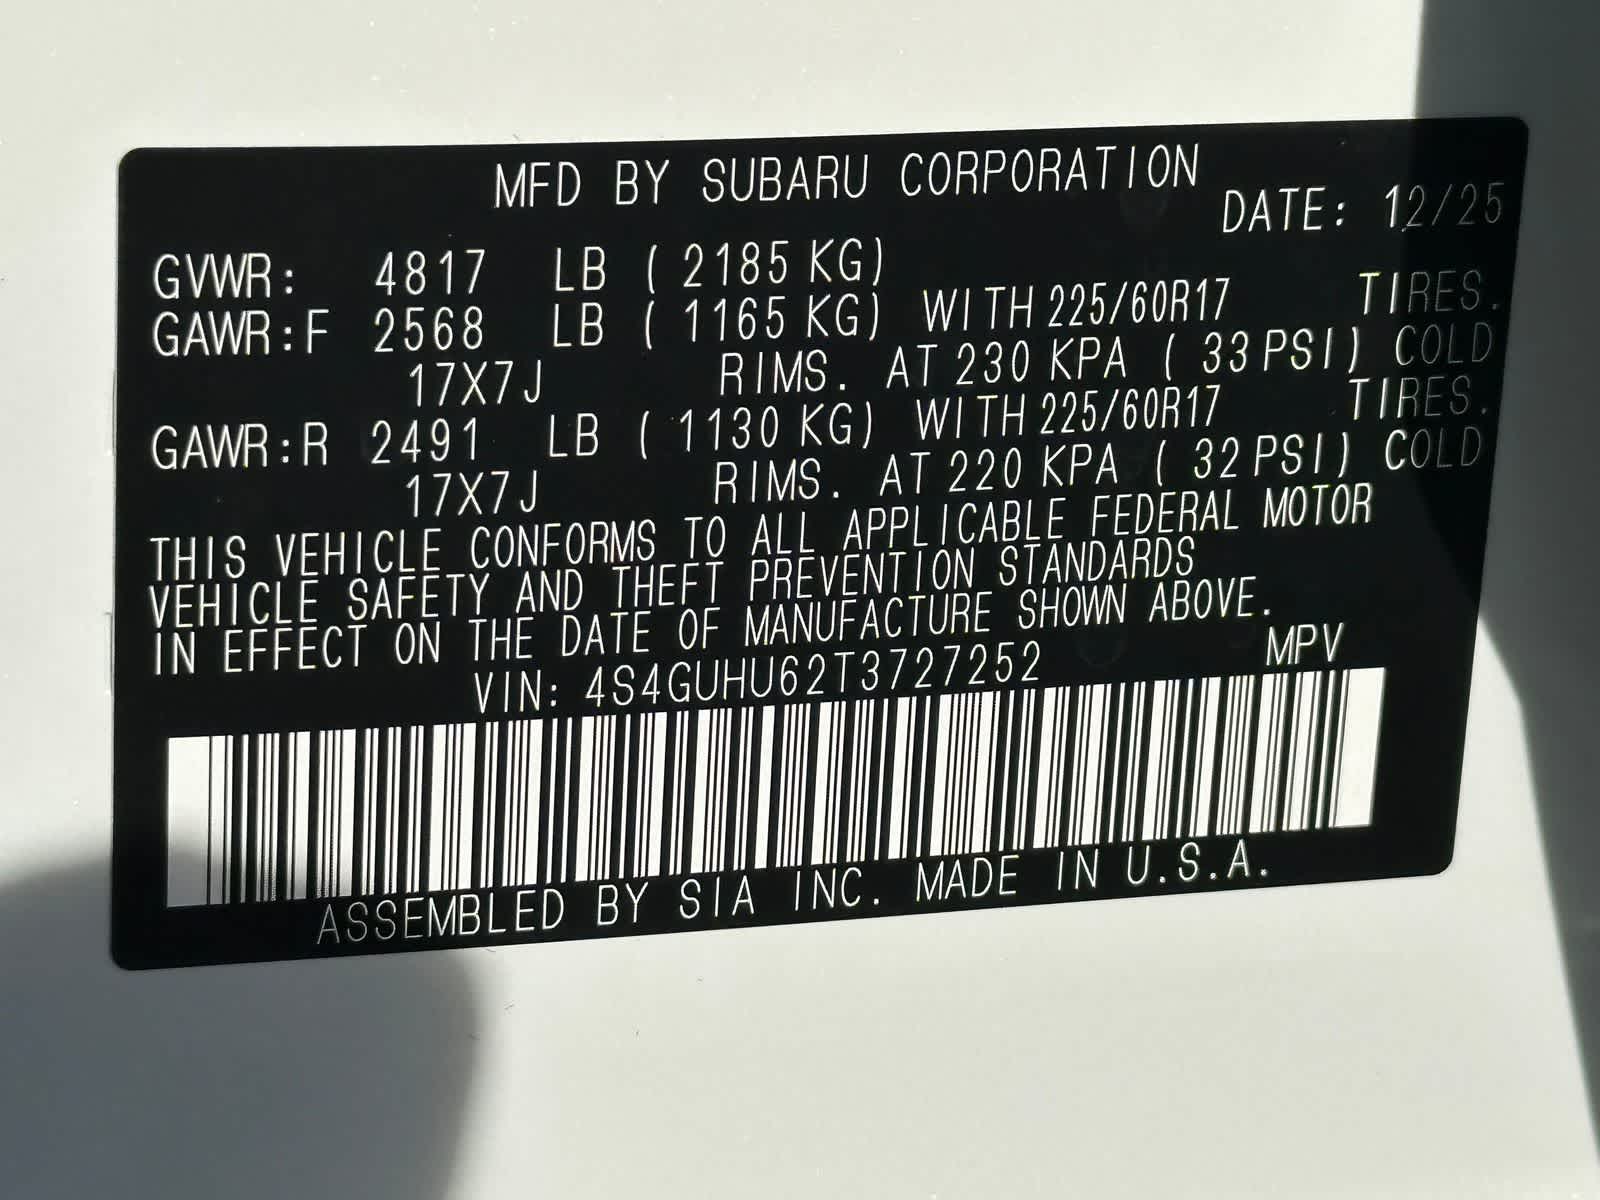 MFD BY SUBARU CORPORATION
DATE: 12/25
GVWR: 4817 LB ( 2185 KG)
GAWR:F 2568 LB ( 1165 KG) WITH 225/60R17 TIRES.
17X7J RIMS. AT 230 KPA ( 33 PSI) COLD
GAWR:R 2491 LB ( 1130 KG) WITH 225/60R17 TIRES.
17X7J RIMS. AT 220 KPA ( 32 PSI) COLD
THIS VEHICLE CONFORMS TO ALL APPLICABLE FEDERAL MOTOR
VEHICLE SAFETY AND THEFT PREVENTION STANDARDS
IN EFFECT ON THE DATE OF MANUFACTURE SHOWN ABOVE.
VIN: 4S4GUHU62T3727252 MPV
ASSEMBLED BY SIA INC. MADE IN U.S.A.